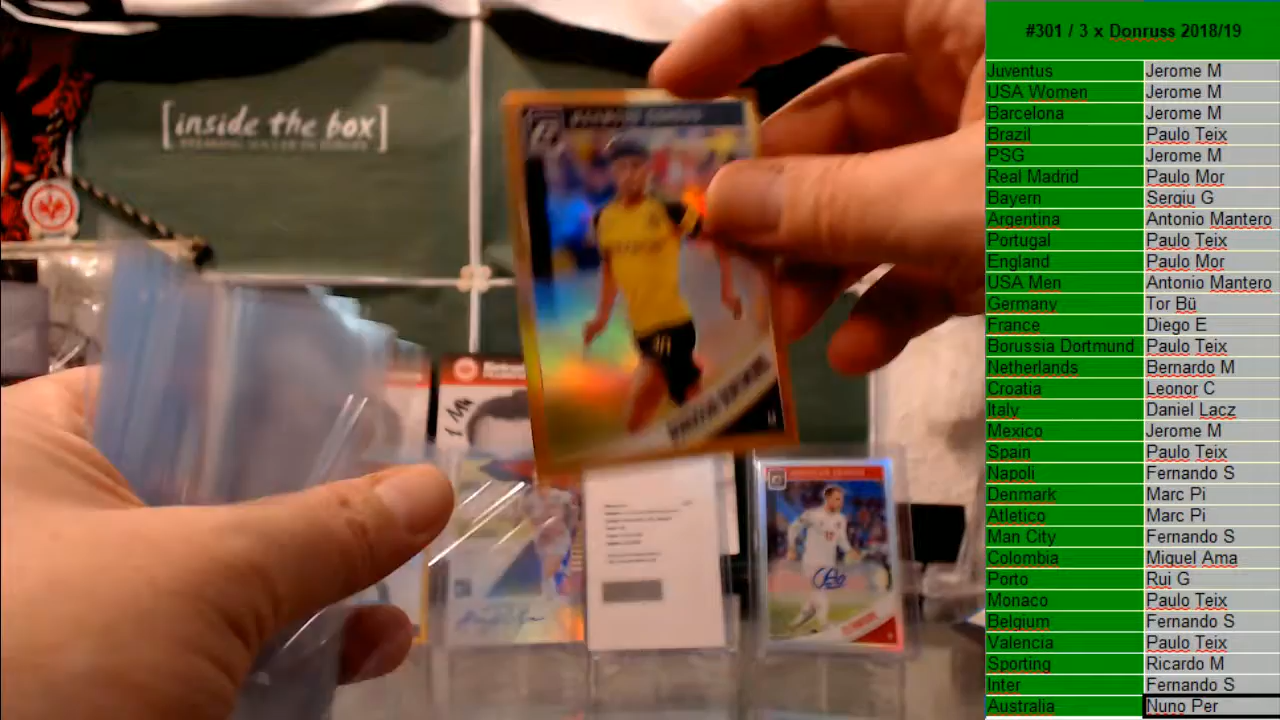 [inside the box]
#301 / 3 x Donruss 2018/19
Juventus Jerome M
USA Women Jerome M
Barcelona Jerome M
Brazil Paulo Teix
PSG Jerome M
Real Madrid Paulo Mor
Bayern Sergiu G
Argentina Antonio Mantero
Portugal Paulo Teix
England Paulo Mor
USA Men Antonio Mantero
Germany Tor Bü
France Diego E
Borussia Dortmund Paulo Teix
Netherlands Bernardo M
Croatia Leonor C
Italy Daniel Lacz
Mexico Jerome M
Spain Paulo Teix
Napoli Fernando S
Denmark Marc Pi
Atletico Marc Pi
Man City Fernando S
Colombia Miguel Ama
Porto Rui G
Monaco Paulo Teix
Belgium Fernando S
Valencia Paulo Teix
Sporting Ricardo M
Inter Fernando S
Australia Nuno Per